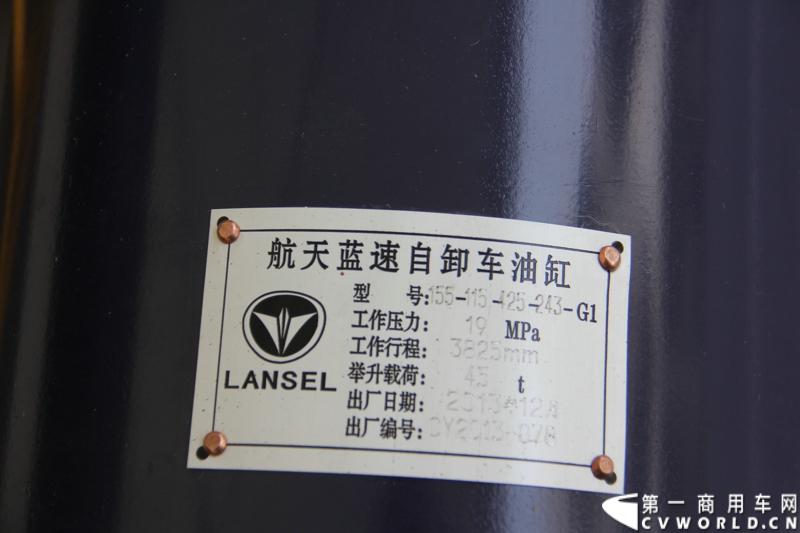 航天蓝速自卸车油缸
型 号:155-115-425-243-G1
工作压力: 19 MPa
工作行程: 3825mm
举升载荷: 45 t
出厂日期: 2013年12月
出厂编号: CY2013-078
LANSEL
第一商用车网
CVWORLD.CN